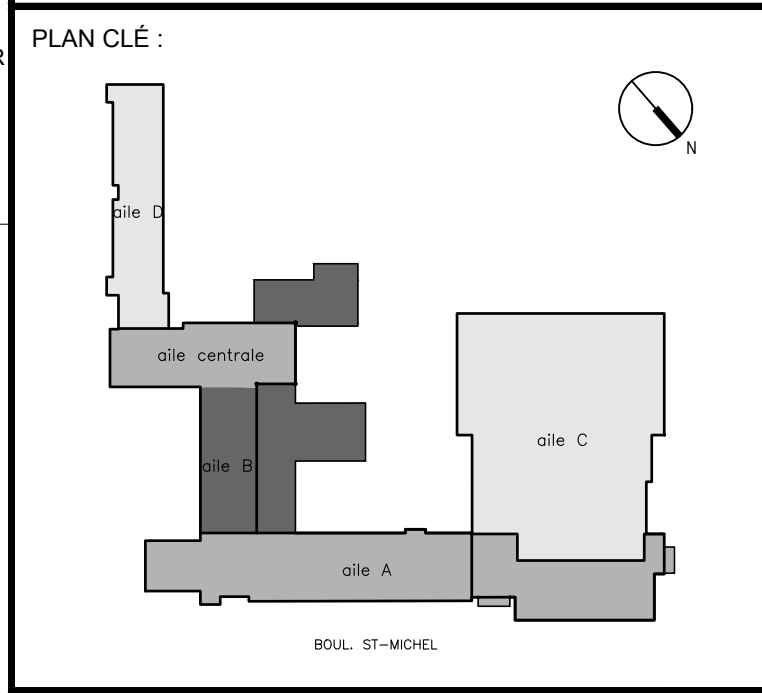 PLAN CLÉ :
R
N
aile D
aile centrale
aile C
aile B
aile A
BOUL. ST-MICHEL